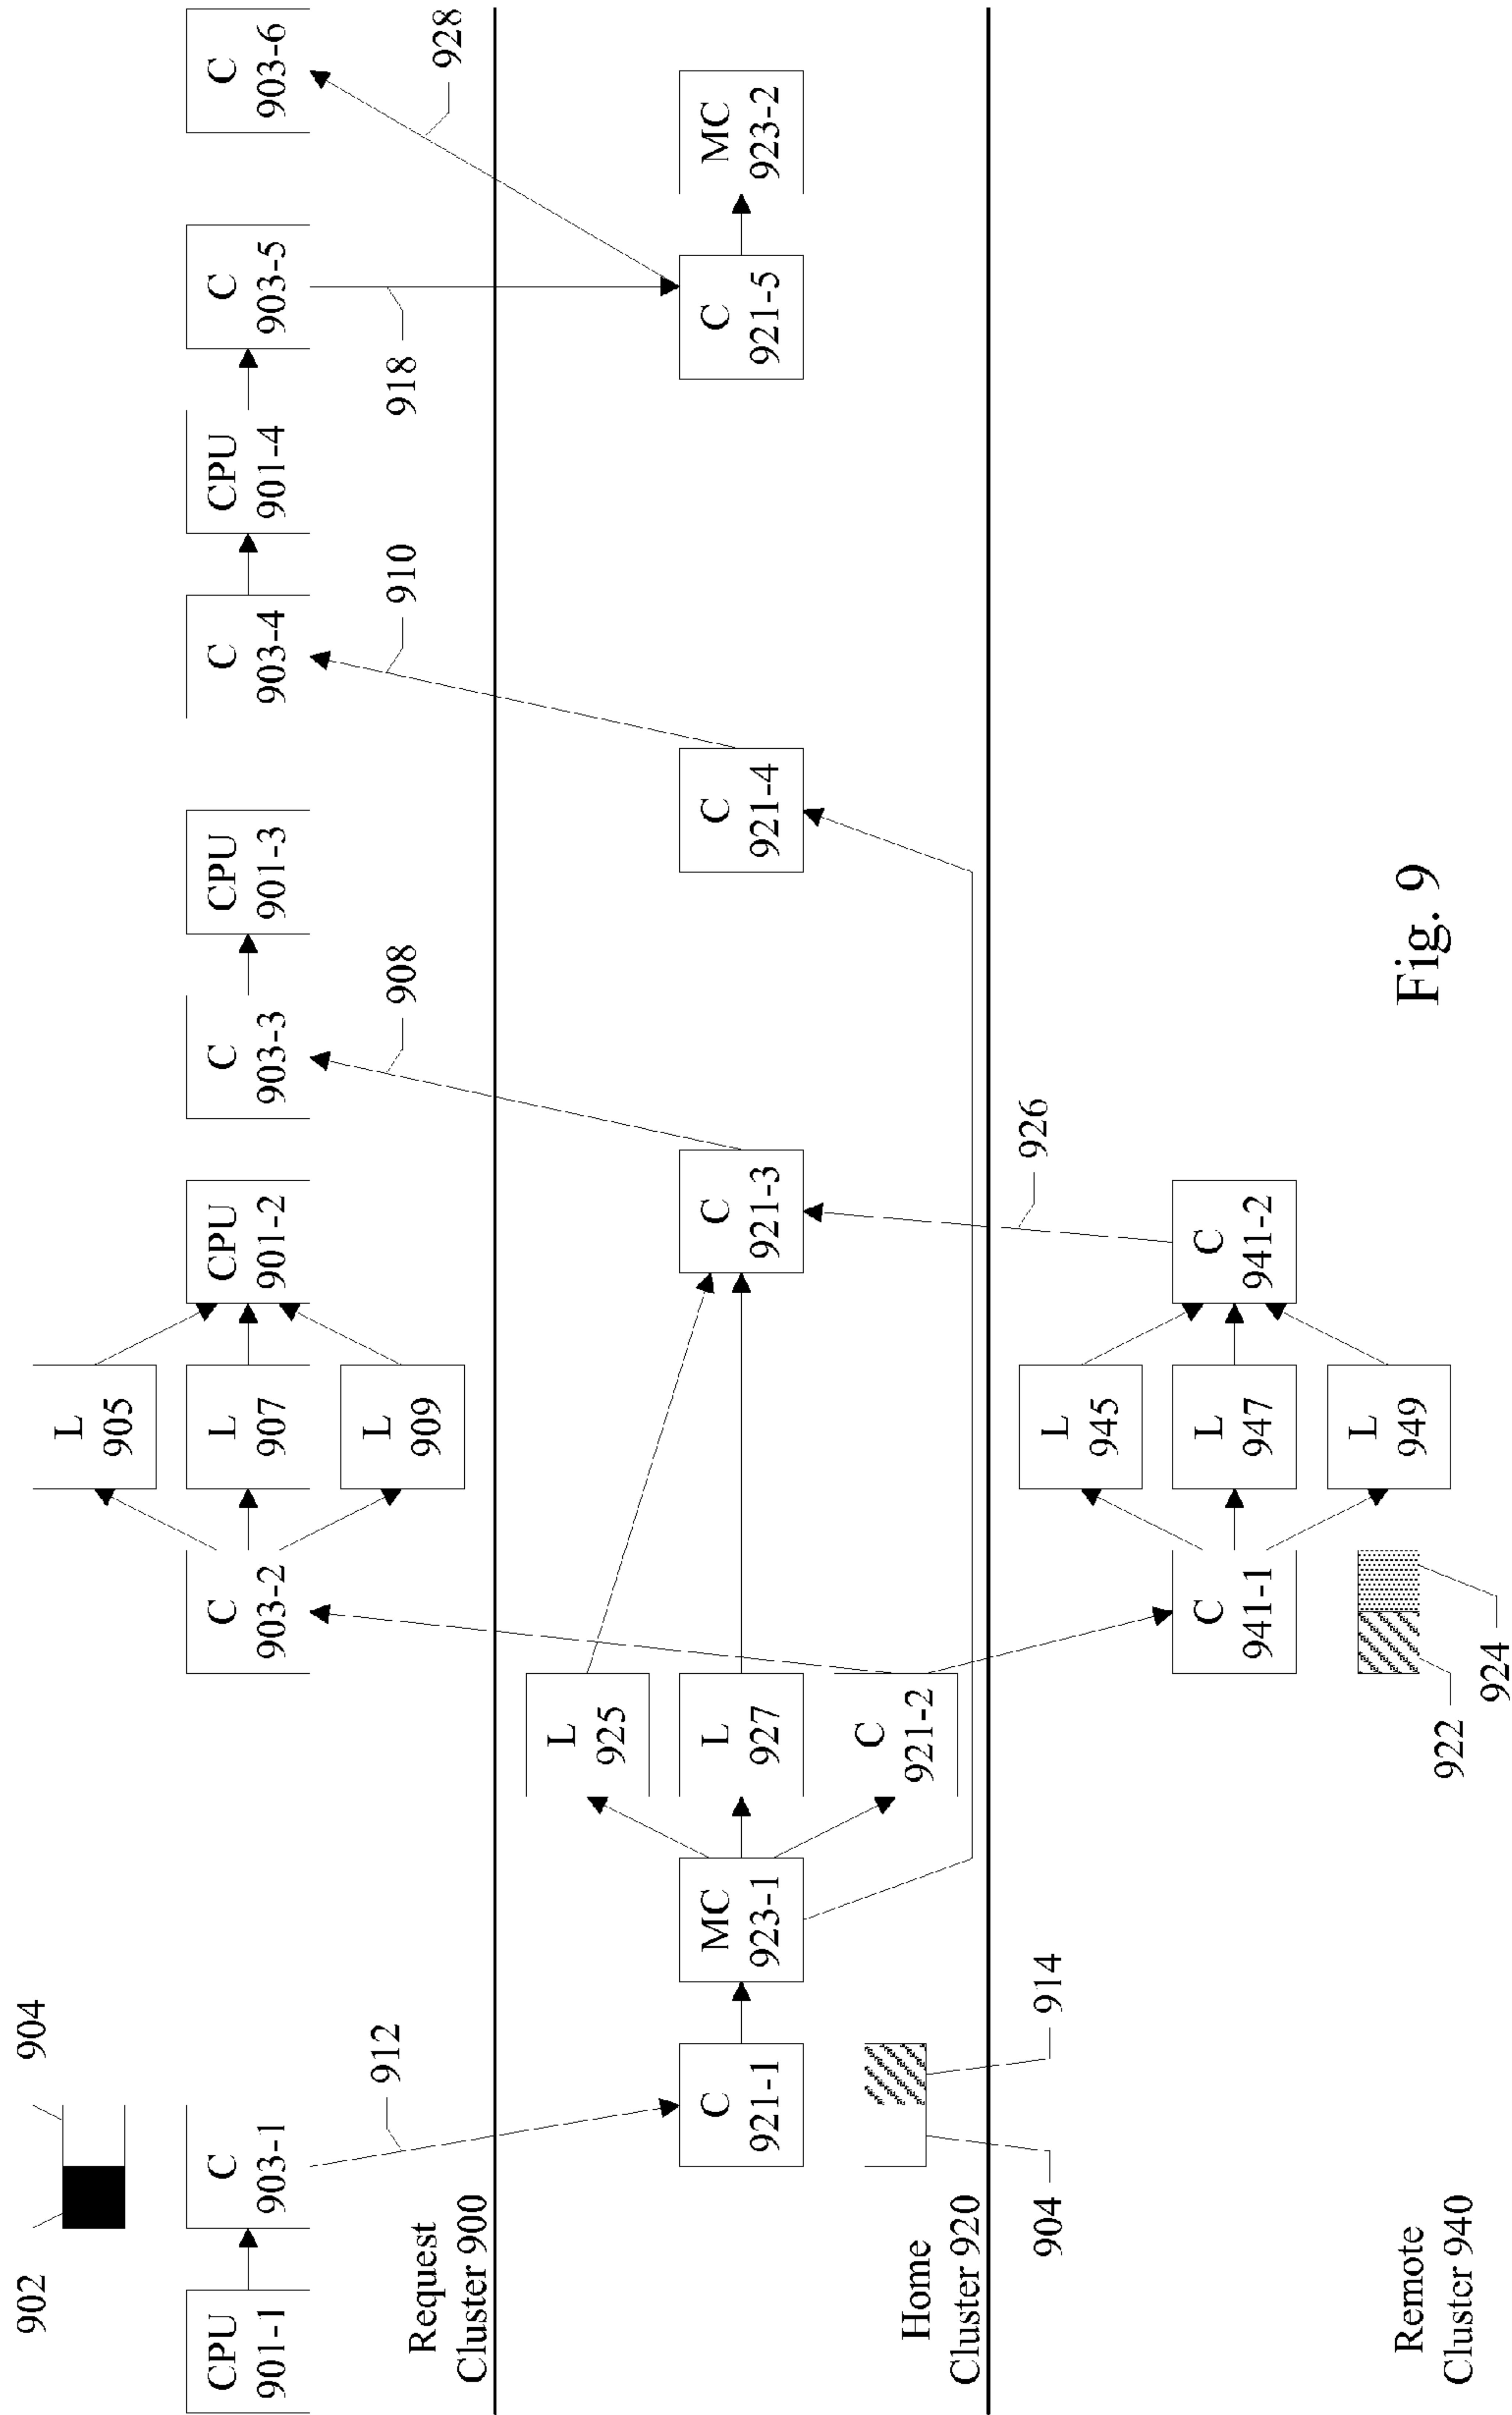 902
904
CPU
901-1
C
903-1
912
Request
Cluster 900
L
905
C
903-2
L
907
L
909
CPU
901-2
C
903-3
CPU
901-3
908
C
903-4
CPU
901-4
910
C
903-5
918
C
903-6
928
C
921-1
MC
923-1
L
925
L
927
C
921-2
C
921-3
C
921-4
C
921-5
MC
923-2
Home
Cluster 920
904
914
926
C
941-1
L
945
L
947
L
949
C
941-2
922
924
Remote
Cluster 940
Fig. 9